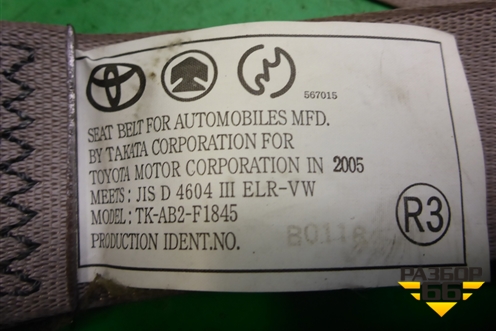 567015
SEAT BELT FOR AUTOMOBILES MFD.
BY TAKATA CORPORATION FOR
TOYOTA MOTOR CORPORATION IN 2005
MEETS: JIS D 4604 III ELR-VW
MODEL: TK-AB2-F1845
PRODUCTION IDENT.NO.
R3
РАЗБОР
66